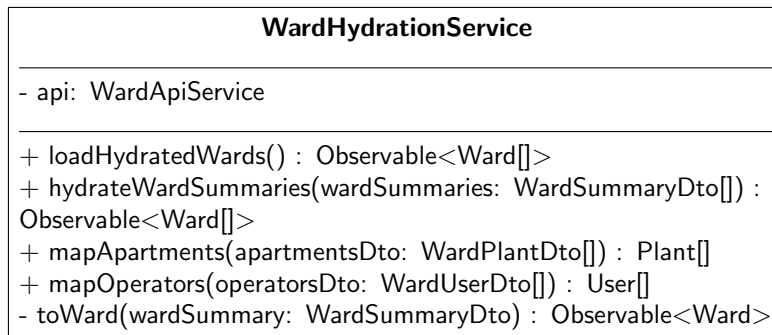 WardHydrationService
- api: WardApiService
+ loadHydratedWards() : Observable<Ward[]>
+ hydrateWardSummaries(wardSummaries: WardSummaryDto[]) :
Observable<Ward[]>
+ mapApartments(apartmentsDto: WardPlantDto[]) : Plant[]
+ mapOperators(operatorsDto: WardUserDto[]) : User[]
- toWard(wardSummary: WardSummaryDto) : Observable<Ward>